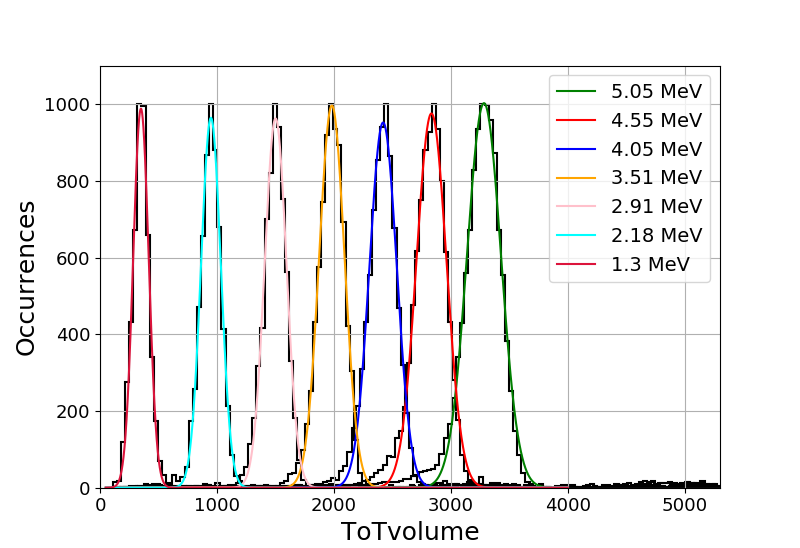 1000
800
600
400
200
0
Occurrences
0 1000 2000 3000 4000 5000
ToTvolume
5.05 MeV
4.55 MeV
4.05 MeV
3.51 MeV
2.91 MeV
2.18 MeV
1.3 MeV